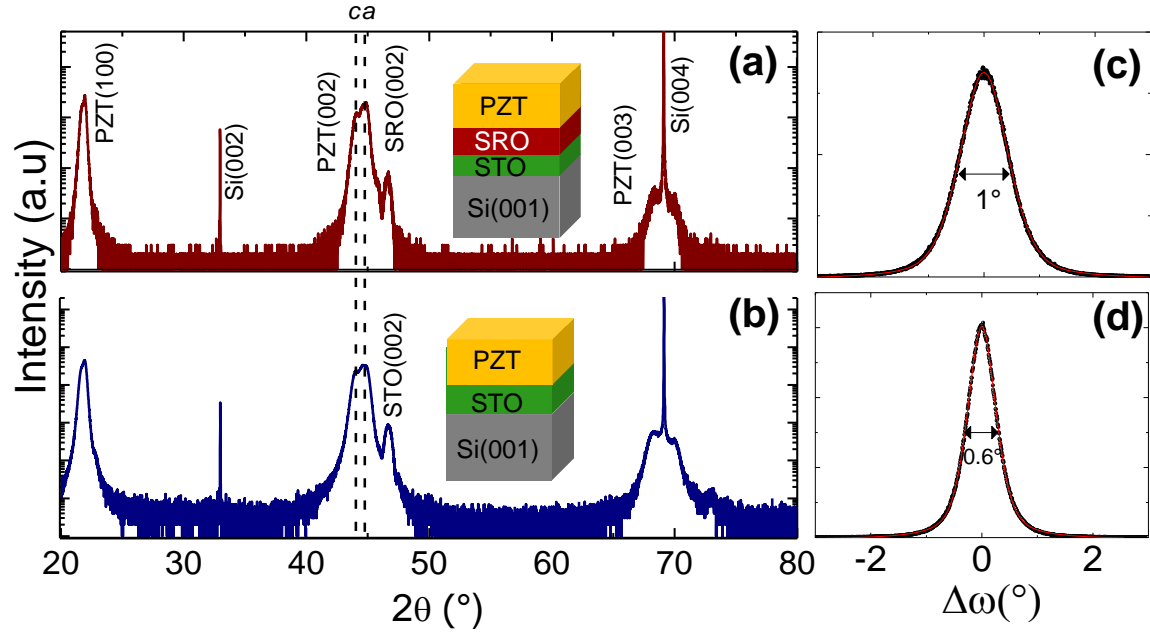 ca
Intensity (a.u)
PZT(100)
Si(002)
PZT(002)
SRO(002)
PZT
SRO
STO
Si(001)
PZT(003)
Si(004)
(a)
STO(002)
PZT
STO
Si(001)
(b)
20 30 40 50 60 70 80
2θ (°)
(c)
1°
(d)
0.6°
-2 0 2
Δω(°)